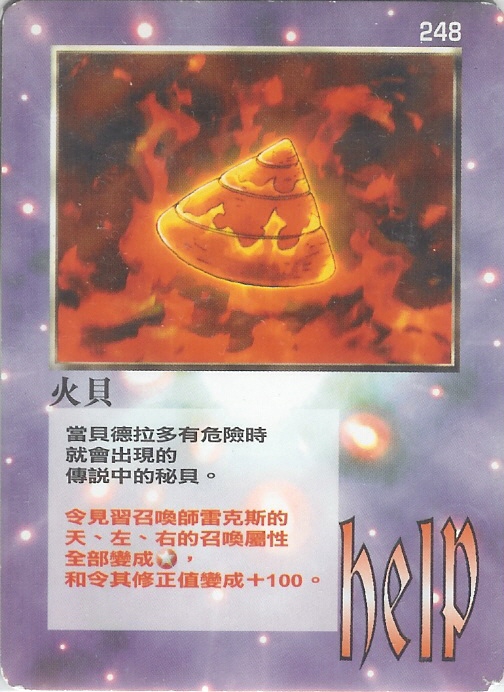 248
火貝
當貝德拉多有危險時
就會出現的
傳說中的秘貝。
令見習召喚師雷克斯的
天、左、右的召喚屬性
全部變成，
和令其修正值變成+100。
help